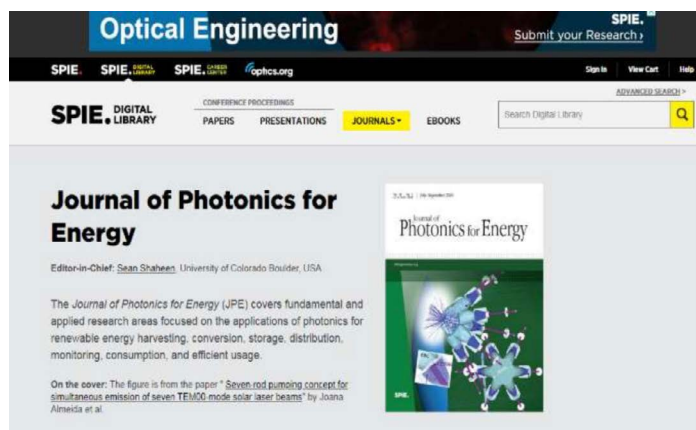 Optical Engineering
SPIE.
Submit your Research ›
SPIE. SPIE. DIGITAL LIBRARY SPIE. CAREER CENTER ophcs.org Sign In View Cart Help
ADVANCED SEARCH >
SPIE. DIGITAL LIBRARY
CONFERENCE PROCEEDINGS
PAPERS PRESENTATIONS JOURNALS EBOOKS
Search Digital Library
Journal of Photonics for
Energy
Editor-in-Chief: Sean Shaheen, University of Colorado Boulder, USA
The Journal of Photonics for Energy (JPE) covers fundamental and
applied research areas focused on the applications of photonics for
renewable energy harvesting, conversion, storage, distribution,
monitoring, consumption, and efficient usage.
On the cover: The figure is from the paper " Seven-rod pumping concept for
simultaneous emission of seven TEM00-mode solar laser beams" by Joana
Almeida et al.
Journal of
Photonics for Energy
SPIE.